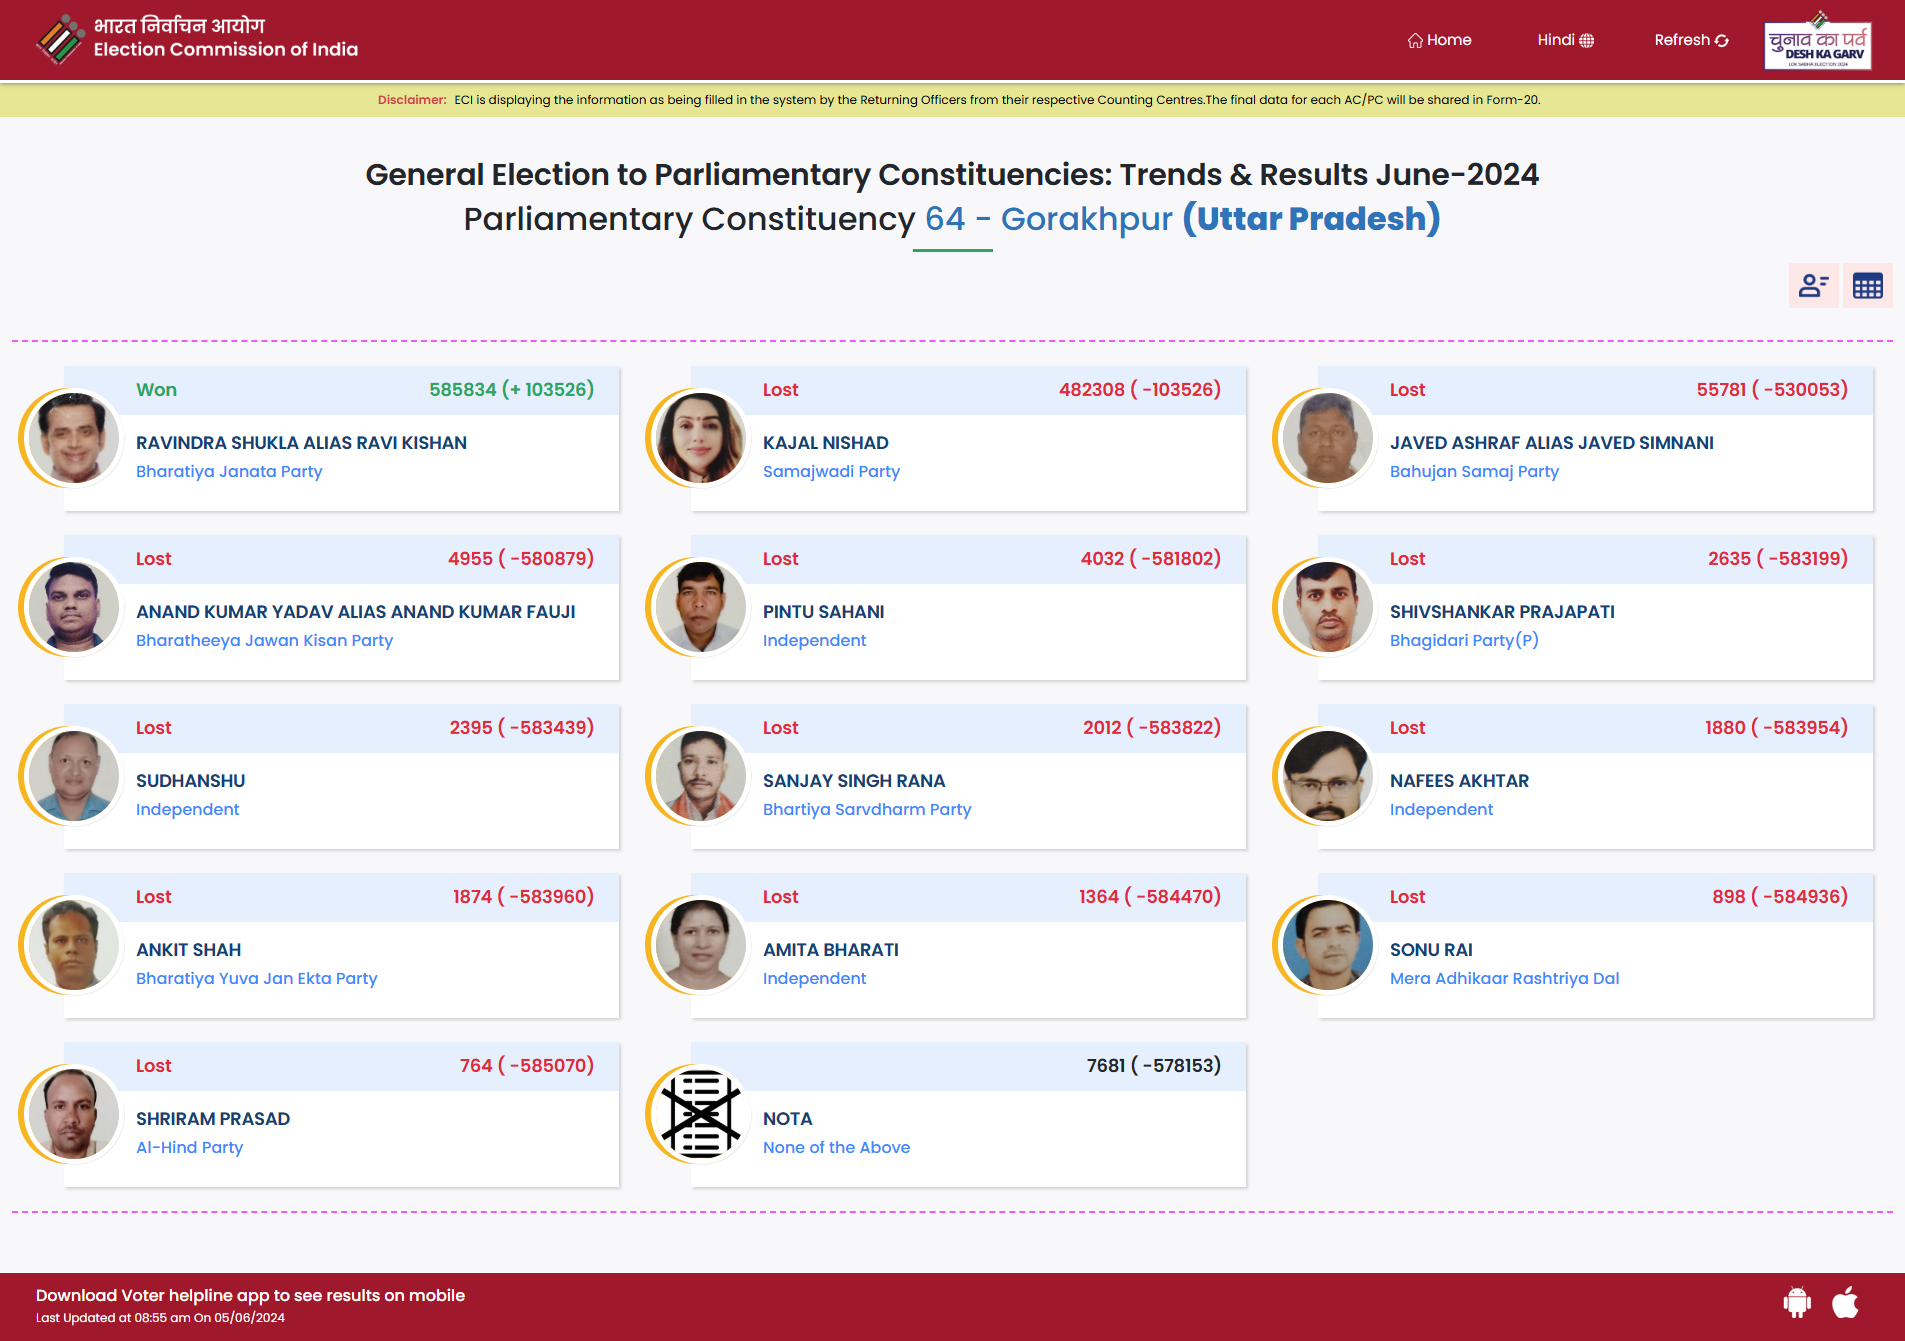 भारत निर्वाचन आयोग
Election Commission of India
Home
Hindi
Refresh
चुनाव का पर्व
DESH KA GARV
LOK SABHA ELECTION 2024
Disclaimer: ECI is displaying the information as being filled in the system by the Returning Officers from their respective Counting Centres.The final data for each AC/PC will be shared in Form-20.
General Election to Parliamentary Constituencies: Trends & Results June-2024
Parliamentary Constituency 64 - Gorakhpur (Uttar Pradesh)
Won 585834 (+ 103526)
RAVINDRA SHUKLA ALIAS RAVI KISHAN
Bharatiya Janata Party
Lost 482308 ( -103526)
KAJAL NISHAD
Samajwadi Party
Lost 55781 ( -530053)
JAVED ASHRAF ALIAS JAVED SIMNANI
Bahujan Samaj Party
Lost 4955 ( -580879)
ANAND KUMAR YADAV ALIAS ANAND KUMAR FAUJI
Bharatheeya Jawan Kisan Party
Lost 4032 ( -581802)
PINTU SAHANI
Independent
Lost 2635 ( -583199)
SHIVSHANKAR PRAJAPATI
Bhagidari Party(P)
Lost 2395 ( -583439)
SUDHANSHU
Independent
Lost 2012 ( -583822)
SANJAY SINGH RANA
Bhartiya Sarvdharm Party
Lost 1880 ( -583954)
NAFEES AKHTAR
Independent
Lost 1874 ( -583960)
ANKIT SHAH
Bharatiya Yuva Jan Ekta Party
Lost 1364 ( -584470)
AMITA BHARATI
Independent
Lost 898 ( -584936)
SONU RAI
Mera Adhikaar Rashtriya Dal
Lost 764 ( -585070)
SHRIRAM PRASAD
Al-Hind Party
7681 ( -578153)
NOTA
None of the Above
Download Voter helpline app to see results on mobile
Last Updated at 08:55 am On 05/06/2024